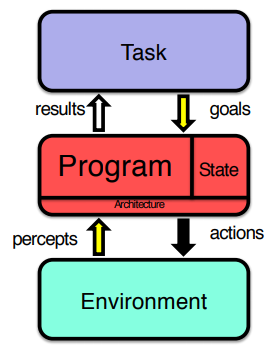 Task
results goals
Program State
Architecture
percepts actions
Environment